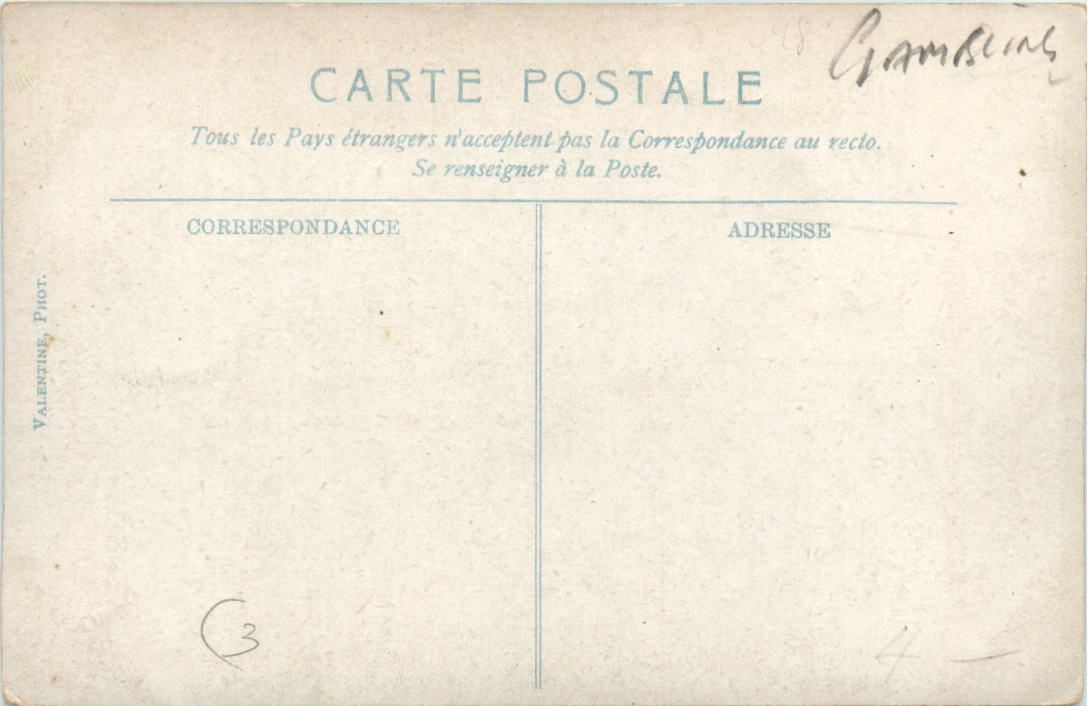 GAMBLING
CARTE POSTALE
Tous les Pays étrangers n'acceptent pas la Correspondance au recto.
Se renseigner à la Poste.
CORRESPONDANCE
ADRESSE
VALENTINE, PHOT.
3
4 —